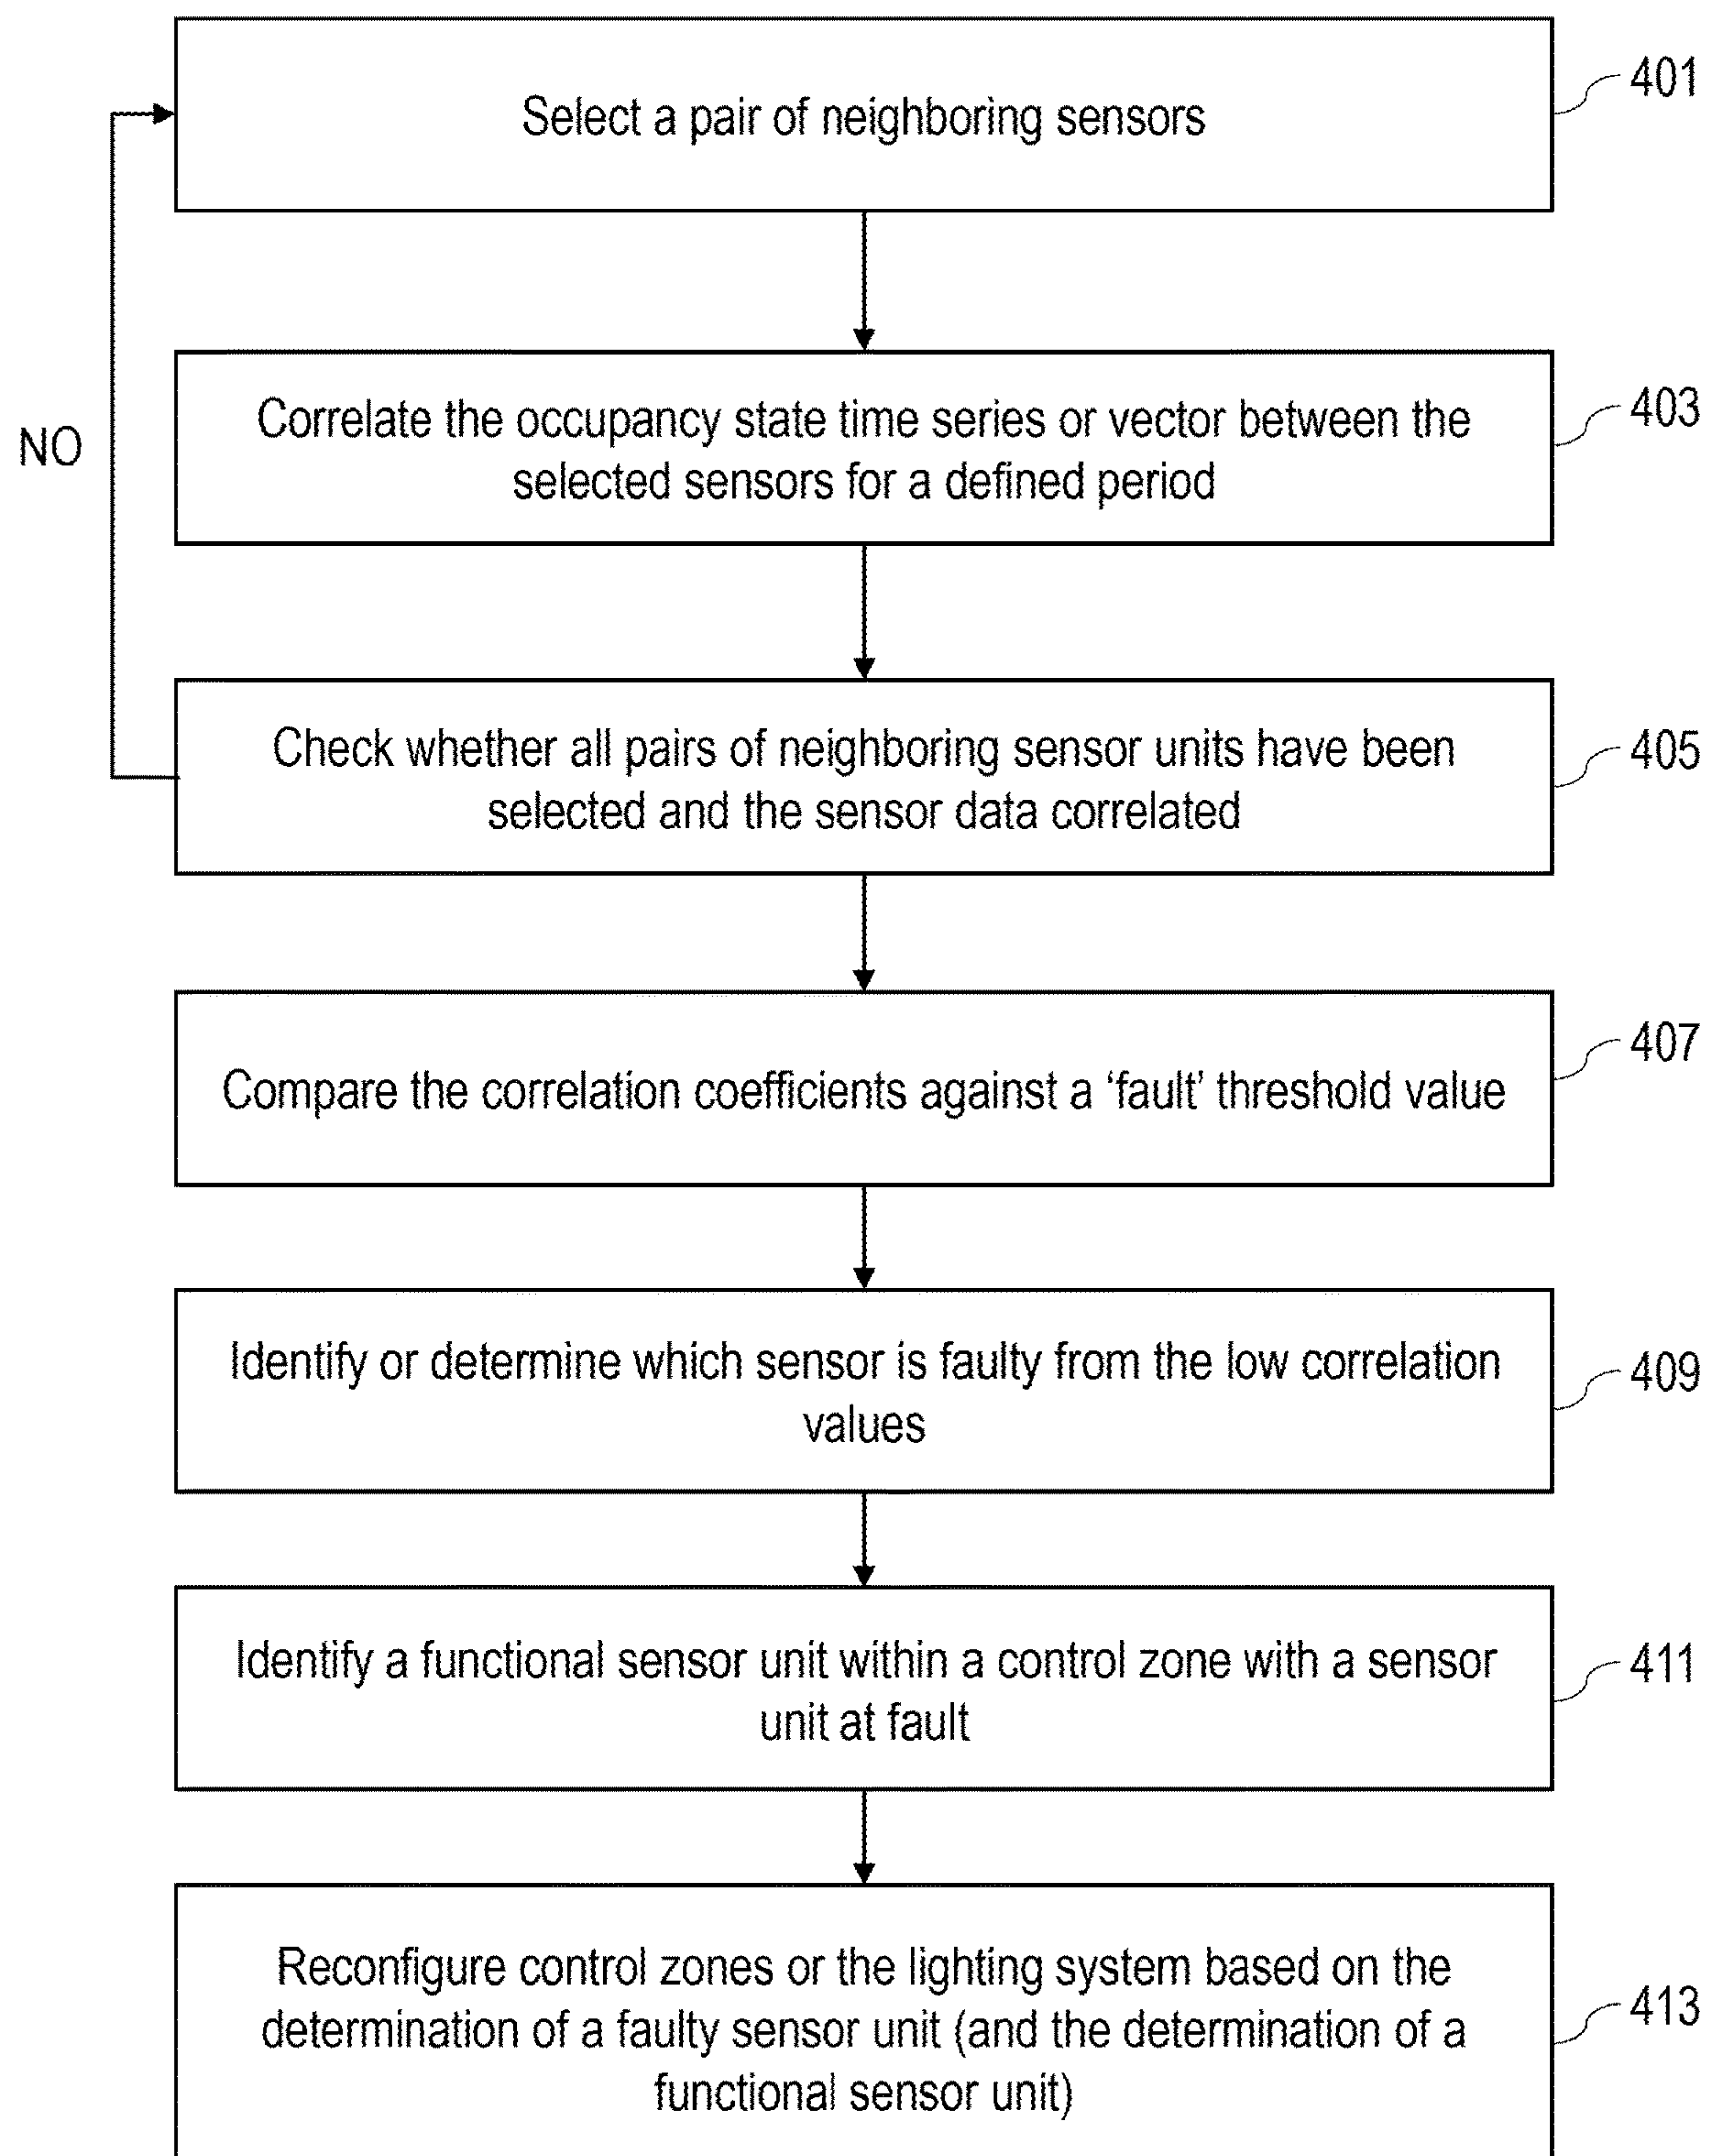 Select a pair of neighboring sensors
401
Correlate the occupancy state time series or vector between the
selected sensors for a defined period
403
NO
Check whether all pairs of neighboring sensor units have been
selected and the sensor data correlated
405
Compare the correlation coefficients against a ‘fault’ threshold value
407
Identify or determine which sensor is faulty from the low correlation
values
409
Identify a functional sensor unit within a control zone with a sensor
unit at fault
411
Reconfigure control zones or the lighting system based on the
determination of a faulty sensor unit (and the determination of a
functional sensor unit)
413